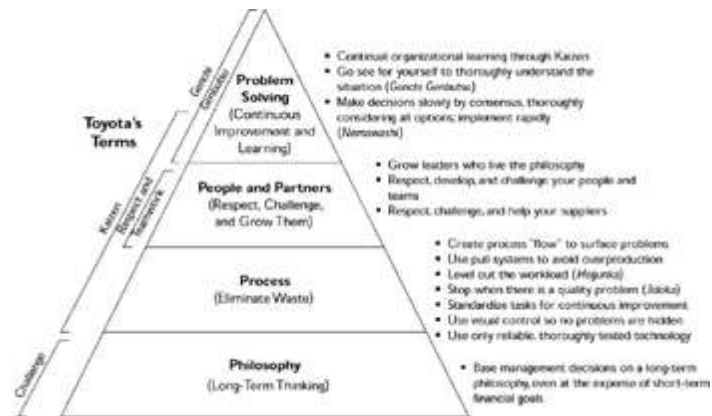 Toyota's
Terms
Genchi
Genbutsu
Kaizen
Respect and
Teamwork
Challenge
Problem
Solving
(Continuous
Improvement and
Learning)
• Continual organizational learning through Kaizen
• Go see for yourself to thoroughly understand the
situation (Genchi Genbutsu)
• Make decisions slowly by consensus, thoroughly
considering all options; implement rapidly
(Nemawashi)
People and Partners
(Respect, Challenge,
and Grow Them)
• Grow leaders who live the philosophy
• Respect, develop, and challenge your people and
teams
• Respect, challenge, and help your suppliers
Process
(Eliminate Waste)
• Create process "flow" to surface problems
• Use pull systems to avoid overproduction
• Level out the workload (Heijunka)
• Stop when there is a quality problem (Jidoka)
• Standardize tasks for continuous improvement
• Use visual control so no problems are hidden
• Use only reliable, thoroughly tested technology
Philosophy
(Long-Term Thinking)
• Base management decisions on a long-term
philosophy, even at the expense of short-term
financial goals